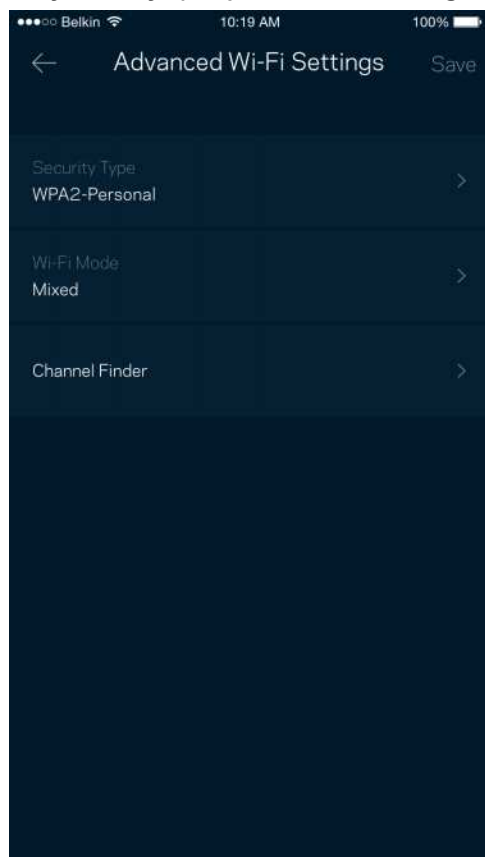 Belkin 10:19 AM 100%
Advanced Wi-Fi Settings Save
Security Type
WPA2-Personal
Wi-Fi Mode
Mixed
Channel Finder